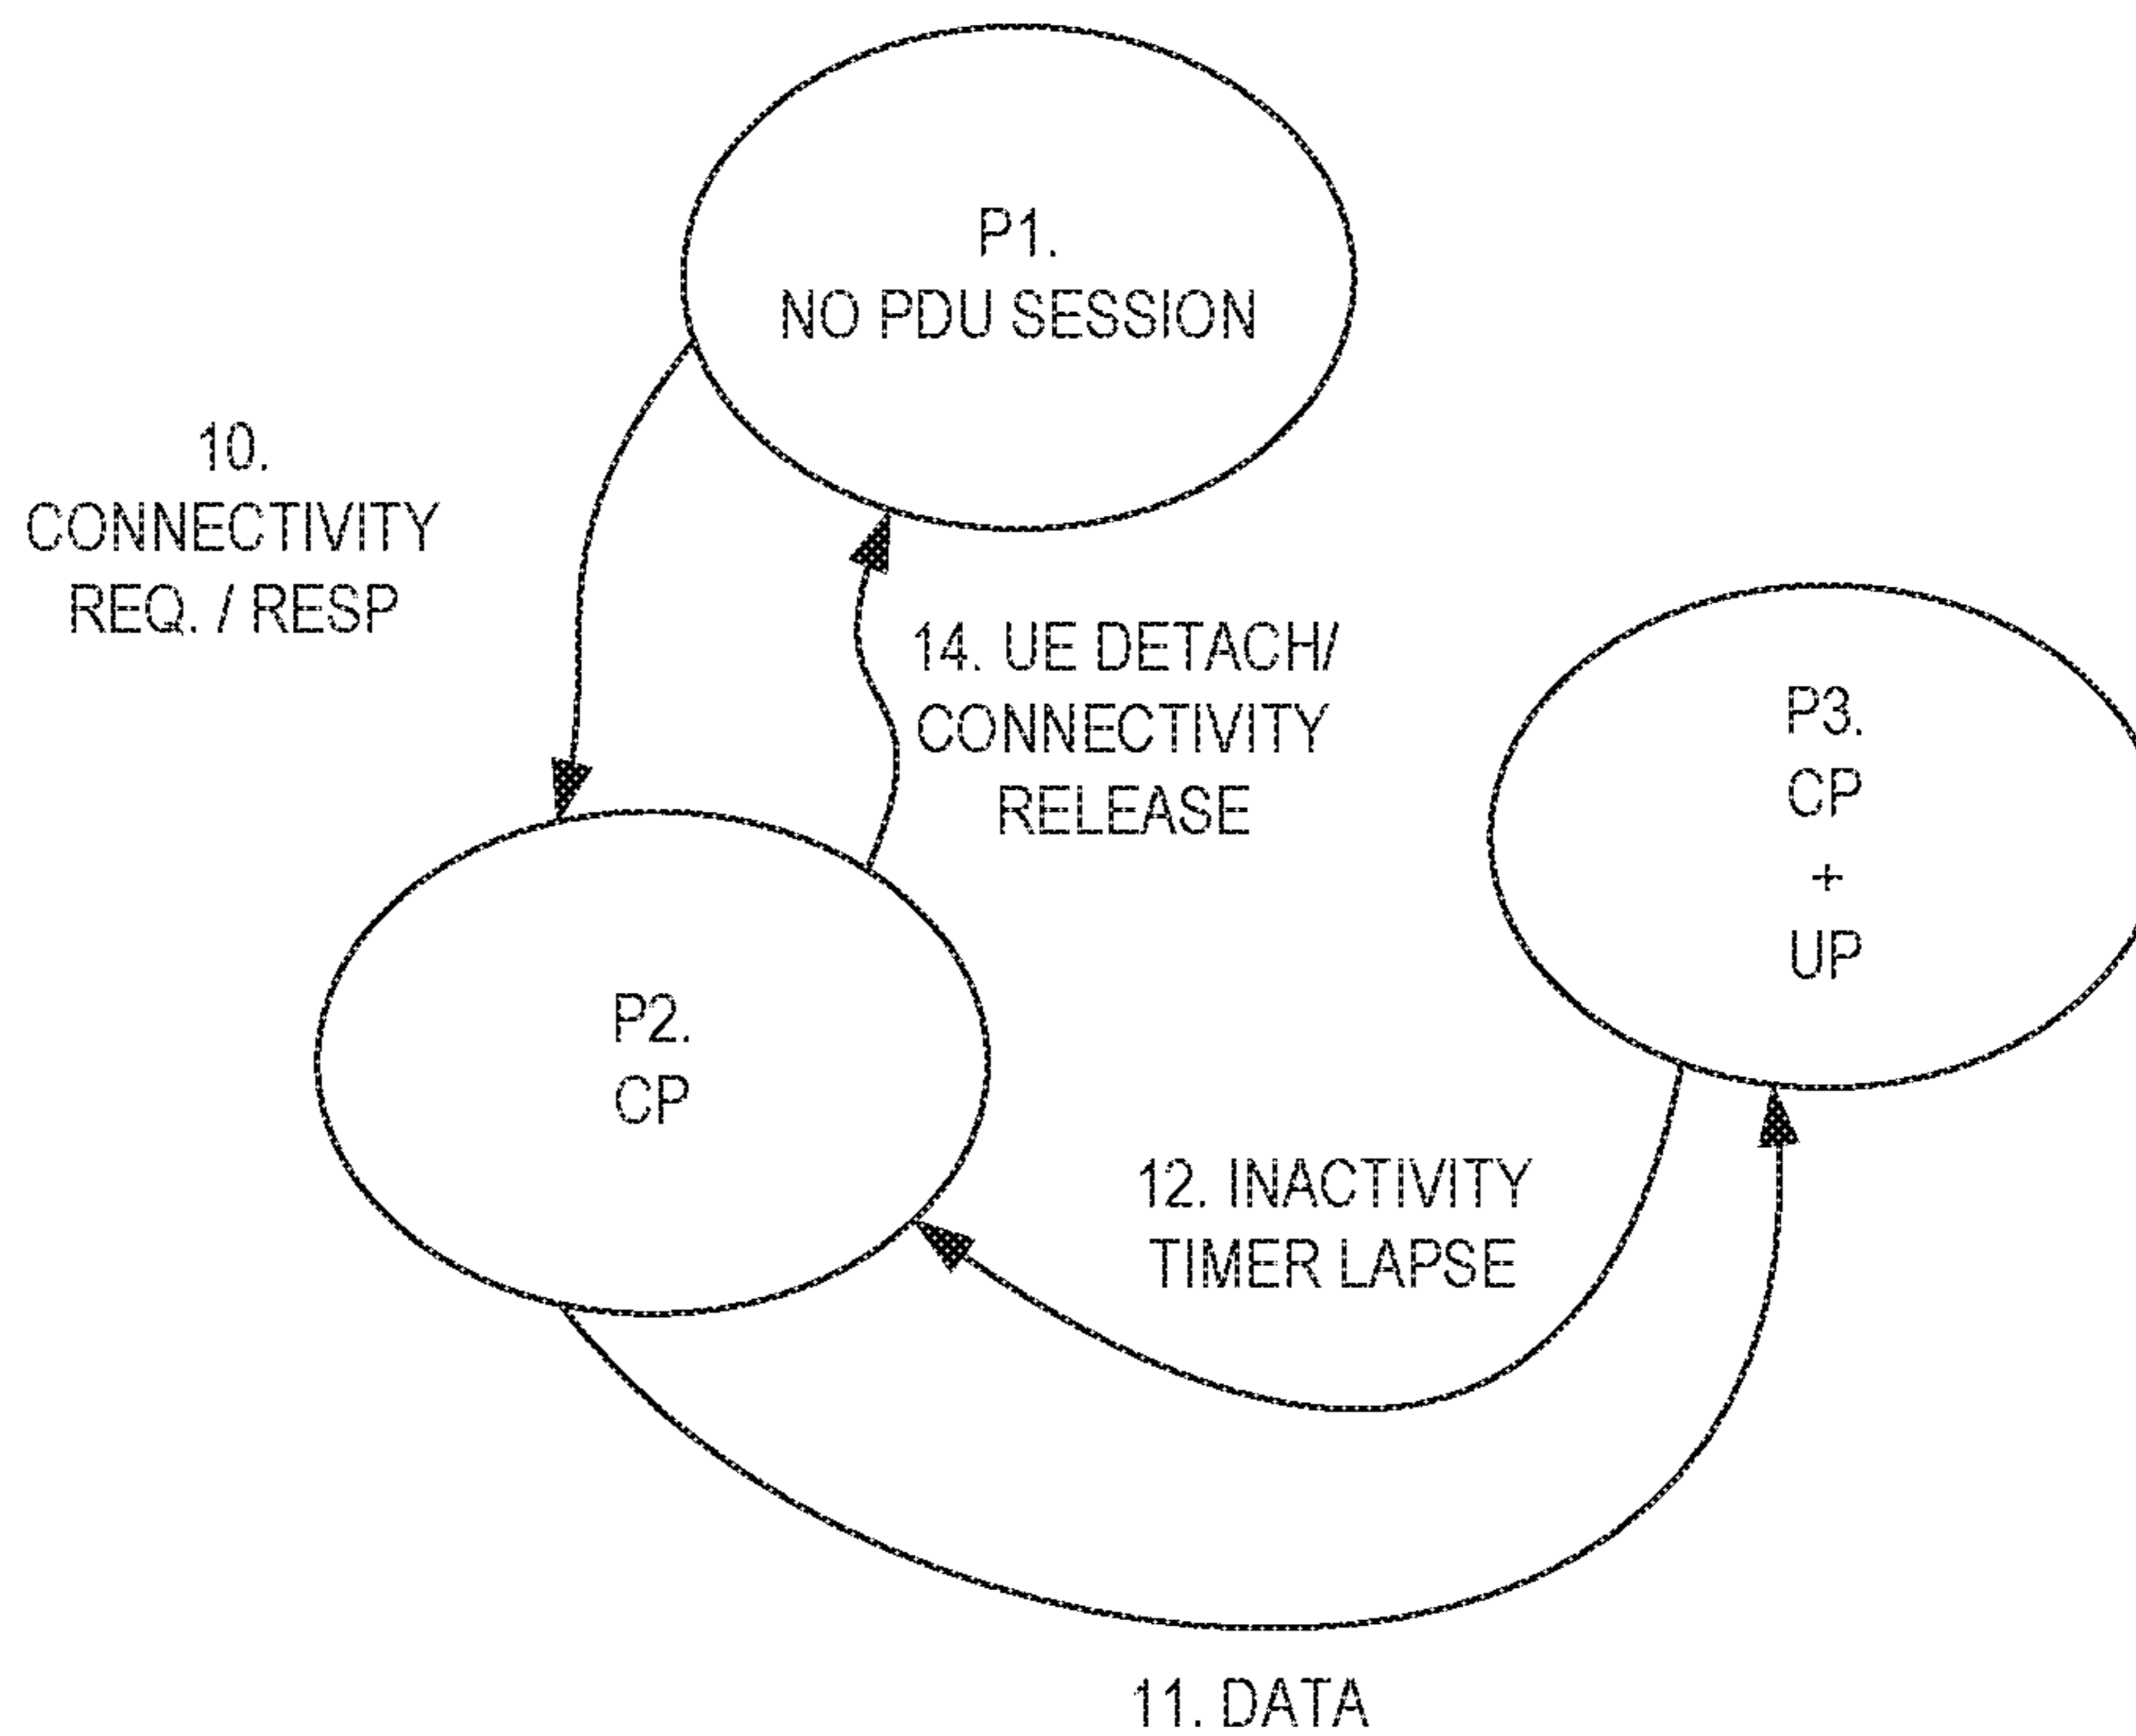 P1.
NO PDU SESSION
10.
CONNECTIVITY
REQ. / RESP
14. UE DETACH/
CONNECTIVITY
RELEASE
P3.
CP
+
UP
P2.
CP
12. INACTIVITY
TIMER LAPSE
11. DATA